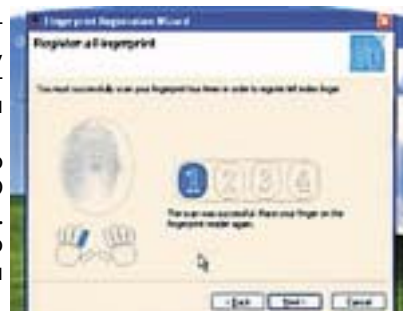 Fingerprint Registration Wizard
Register a Fingerprint
You must successfully scan your fingerprint four times in order to register left index finger.
1 2 3 4
The scan was successful. Place your finger on the
fingerprint reader again.
< Back Next > Cancel